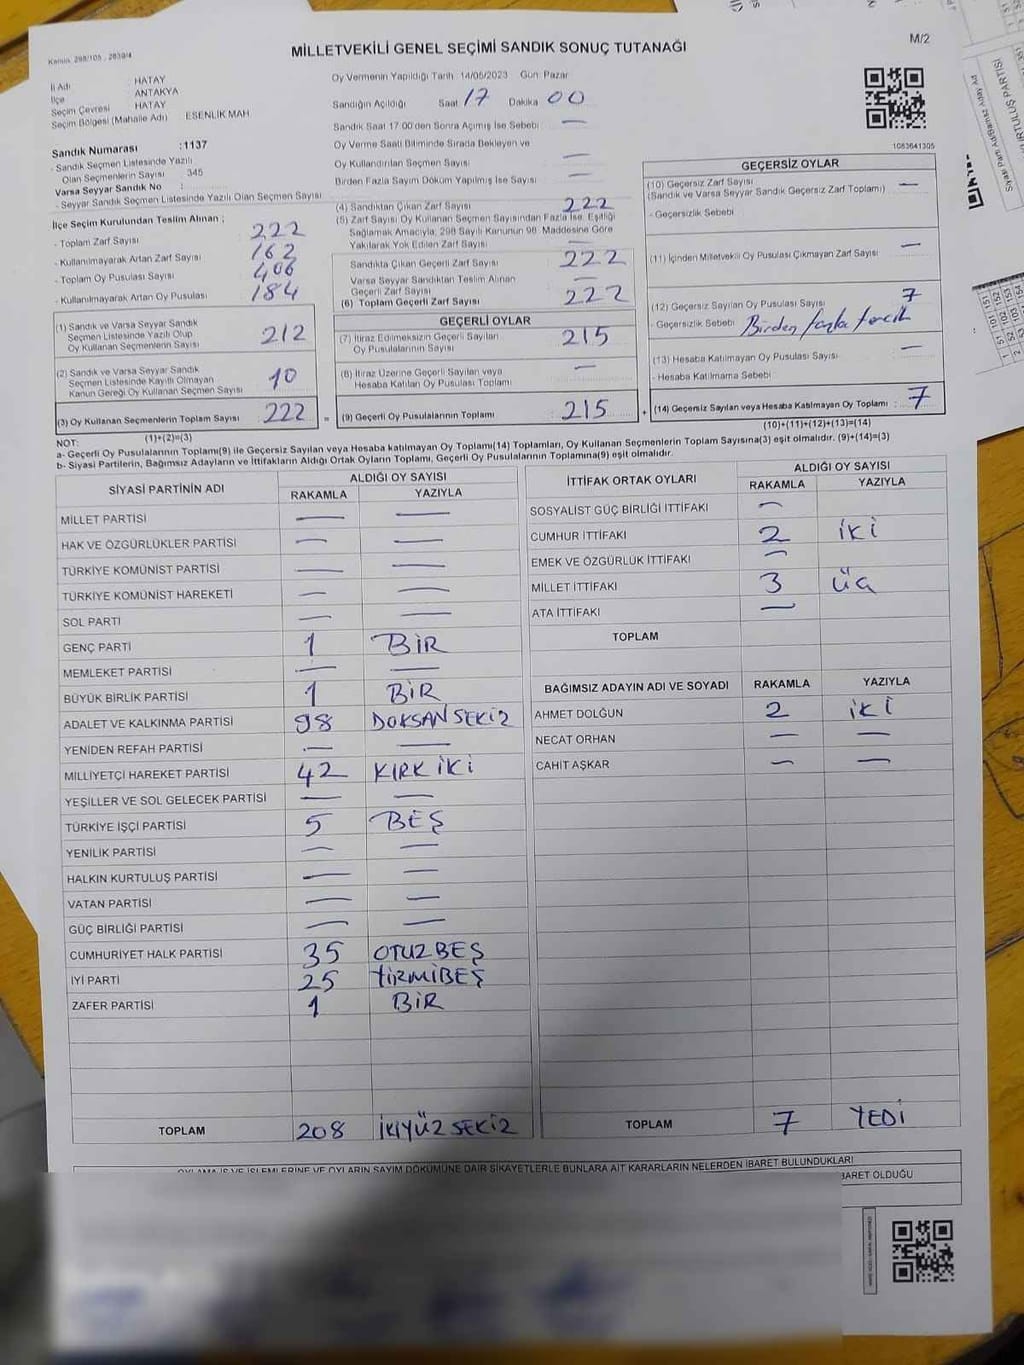 MİLLETVEKİLİ GENEL SEÇİMİ SANDIK SONUÇ TUTANAĞI
M/2
Kanun: 298/105 , 2839/4
İl Adı : HATAY
İlçe : ANTAKYA
Seçim Çevresi : HATAY
Seçim Bölgesi (Mahalle Adı) ESENLİK MAH
Oy Vermenin Yapıldığı Tarih :14/05/2023 Gün: Pazar
Sandığın Açıldığı Saat 17 Dakika 00
Sandık Saat 17:00'den Sonra Açılmış İse Sebebi —
Oy Verme Saati Bitiminde Sırada Bekleyen ve
Oy Kullandırılan Seçmen Sayısı —
Birden Fazla Sayım Döküm Yapılmış İse Sayısı —
1083641305
Sandık Numarası :1137
- Sandık Seçmen Listesinde Yazılı
Olan Seçmenlerin Sayısı : 345
Varsa Seyyar Sandık No :
- Seyyar Sandık Seçmen Listesinde Yazılı Olan Seçmen Sayısı
İlçe Seçim Kurulundan Teslim Alınan ;
- Toplam Zarf Sayısı 222
- Kullanılmayarak Artan Zarf Sayısı 162
- Toplam Oy Pusulası Sayısı 406
- Kullanılmayarak Artan Oy Pusulası 184
(4) Sandıktan Çıkan Zarf Sayısı 222
(5) Zarf Sayısı Oy Kullanan Seçmen Sayısından Fazla İse, Eşitliği
Sağlamak Amacıyla, 298 Sayılı Kanunun 98. Maddesine Göre
Yakılarak Yok Edilen Zarf Sayısı —
Sandıkta Çıkan Geçerli Zarf Sayısı 222
Varsa Seyyar Sandıktan Teslim Alınan
Geçerli Zarf Sayısı —
(6) Toplam Geçerli Zarf Sayısı 222
GEÇERSİZ OYLAR
(10) Geçersiz Zarf Sayısı
(Sandık ve Varsa Seyyar Sandık Geçersiz Zarf Toplamı) —
- Geçersizlik Sebebi
(11) İçinden Milletvekili Oy Pusulası Çıkmayan Zarf Sayısı —
(12) Geçersiz Sayılan Oy Pusulası Sayısı 7
- Geçersizlik Sebebi Birden fazla tercih
(13) Hesaba Katılmayan Oy Pusulası Sayısı —
- Hesaba Katılmama Sebebi
(14) Geçersiz Sayılan veya Hesaba Katılmayan Oy Toplamı : 7
(10)+(11)+(12)+(13)=(14)
(1) Sandık ve Varsa Seyyar Sandık
Seçmen Listesinde Yazılı Olup
Oy Kullanan Seçmenlerin Sayısı 212
(2) Sandık ve Varsa Seyyar Sandık
Seçmen Listesinde Kayıtlı Olmayan
Kanun Gereği Oy Kullanan Seçmen Sayısı 10
(3) Oy Kullanan Seçmenlerin Toplam Sayısı 222 =
(1)+(2)=(3)
GEÇERLİ OYLAR
(7) İtiraz Edilmeksizin Geçerli Sayılan
Oy Pusulalarının Sayısı 215
(8) İtiraz Üzerine Geçerli Sayılan veya
Hesaba Katılan Oy Pusulası Toplamı —
(9) Geçerli Oy Pusulalarının Toplamı 215 +
NOT:
a- Geçerli Oy Pusulalarının Toplamı(9) ile Geçersiz Sayılan veya Hesaba katılmayan Oy Toplamı(14) Toplamları, Oy Kullanan Seçmenlerin Toplam Sayısına(3) eşit olmalıdır. (9)+(14)=(3)
b- Siyasi Partilerin, Bağımsız Adayların ve İttifakların Aldığı Ortak Oyların Toplamı, Geçerli Oy Pusulalarının Toplamına(9) eşit olmalıdır.
SİYASİ PARTİNİN ADI ALDIĞI OY SAYISI
RAKAMLA YAZIYLA
MİLLET PARTİSİ — —
HAK VE ÖZGÜRLÜKLER PARTİSİ — —
TÜRKİYE KOMÜNİST PARTİSİ — —
TÜRKİYE KOMÜNİST HAREKETİ — —
SOL PARTİ — —
GENÇ PARTİ 1 BİR
MEMLEKET PARTİSİ — —
BÜYÜK BİRLİK PARTİSİ 1 BİR
ADALET VE KALKINMA PARTİSİ 98 DOKSAN SEKİZ
YENİDEN REFAH PARTİSİ — —
MİLLİYETÇİ HAREKET PARTİSİ 42 KIRK İKİ
YEŞİLLER VE SOL GELECEK PARTİSİ — —
TÜRKİYE İŞÇİ PARTİSİ 5 BEŞ
YENİLİK PARTİSİ — —
HALKIN KURTULUŞ PARTİSİ — —
VATAN PARTİSİ — —
GÜÇ BİRLİĞİ PARTİSİ — —
CUMHURİYET HALK PARTİSİ 35 OTUZ BEŞ
İYİ PARTİ 25 YİRMİBEŞ
ZAFER PARTİSİ 1 BİR
TOPLAM 208 İKİYÜZ SEKİZ
İTTİFAK ORTAK OYLARI ALDIĞI OY SAYISI
RAKAMLA YAZIYLA
SOSYALİST GÜÇ BİRLİĞİ İTTİFAKI —
CUMHUR İTTİFAKI 2 İKİ
EMEK VE ÖZGÜRLÜK İTTİFAKI —
MİLLET İTTİFAKI 3 ÜÇ
ATA İTTİFAKI —
TOPLAM
BAĞIMSIZ ADAYIN ADI VE SOYADI RAKAMLA YAZIYLA
AHMET DOLĞUN 2 İKİ
NECAT ORHAN — —
CAHİT AŞKAR — —
TOPLAM 7 YEDİ
OYLAMA İŞ VE İŞLEMLERİNE VE OYLARIN SAYIM DÖKÜMÜNE DAİR ŞİKAYETLERLE BUNLARA AİT KARARLARIN NELERDEN İBARET BULUNDUKLARI
BARET OLDUĞU